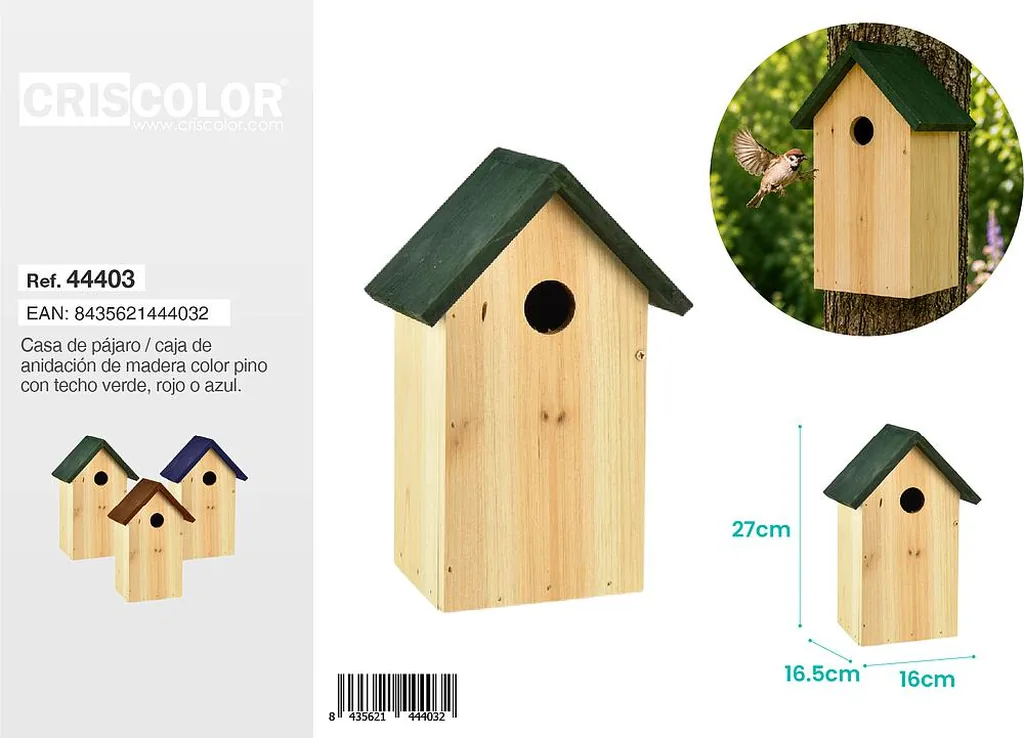 CRISCOLOR®
www.criscolor.com
Ref. 44403
EAN: 8435621444032
Casa de pájaro / caja de
anidación de madera color pino
con techo verde, rojo o azul.
27cm
16.5cm
16cm
8 435621 444032